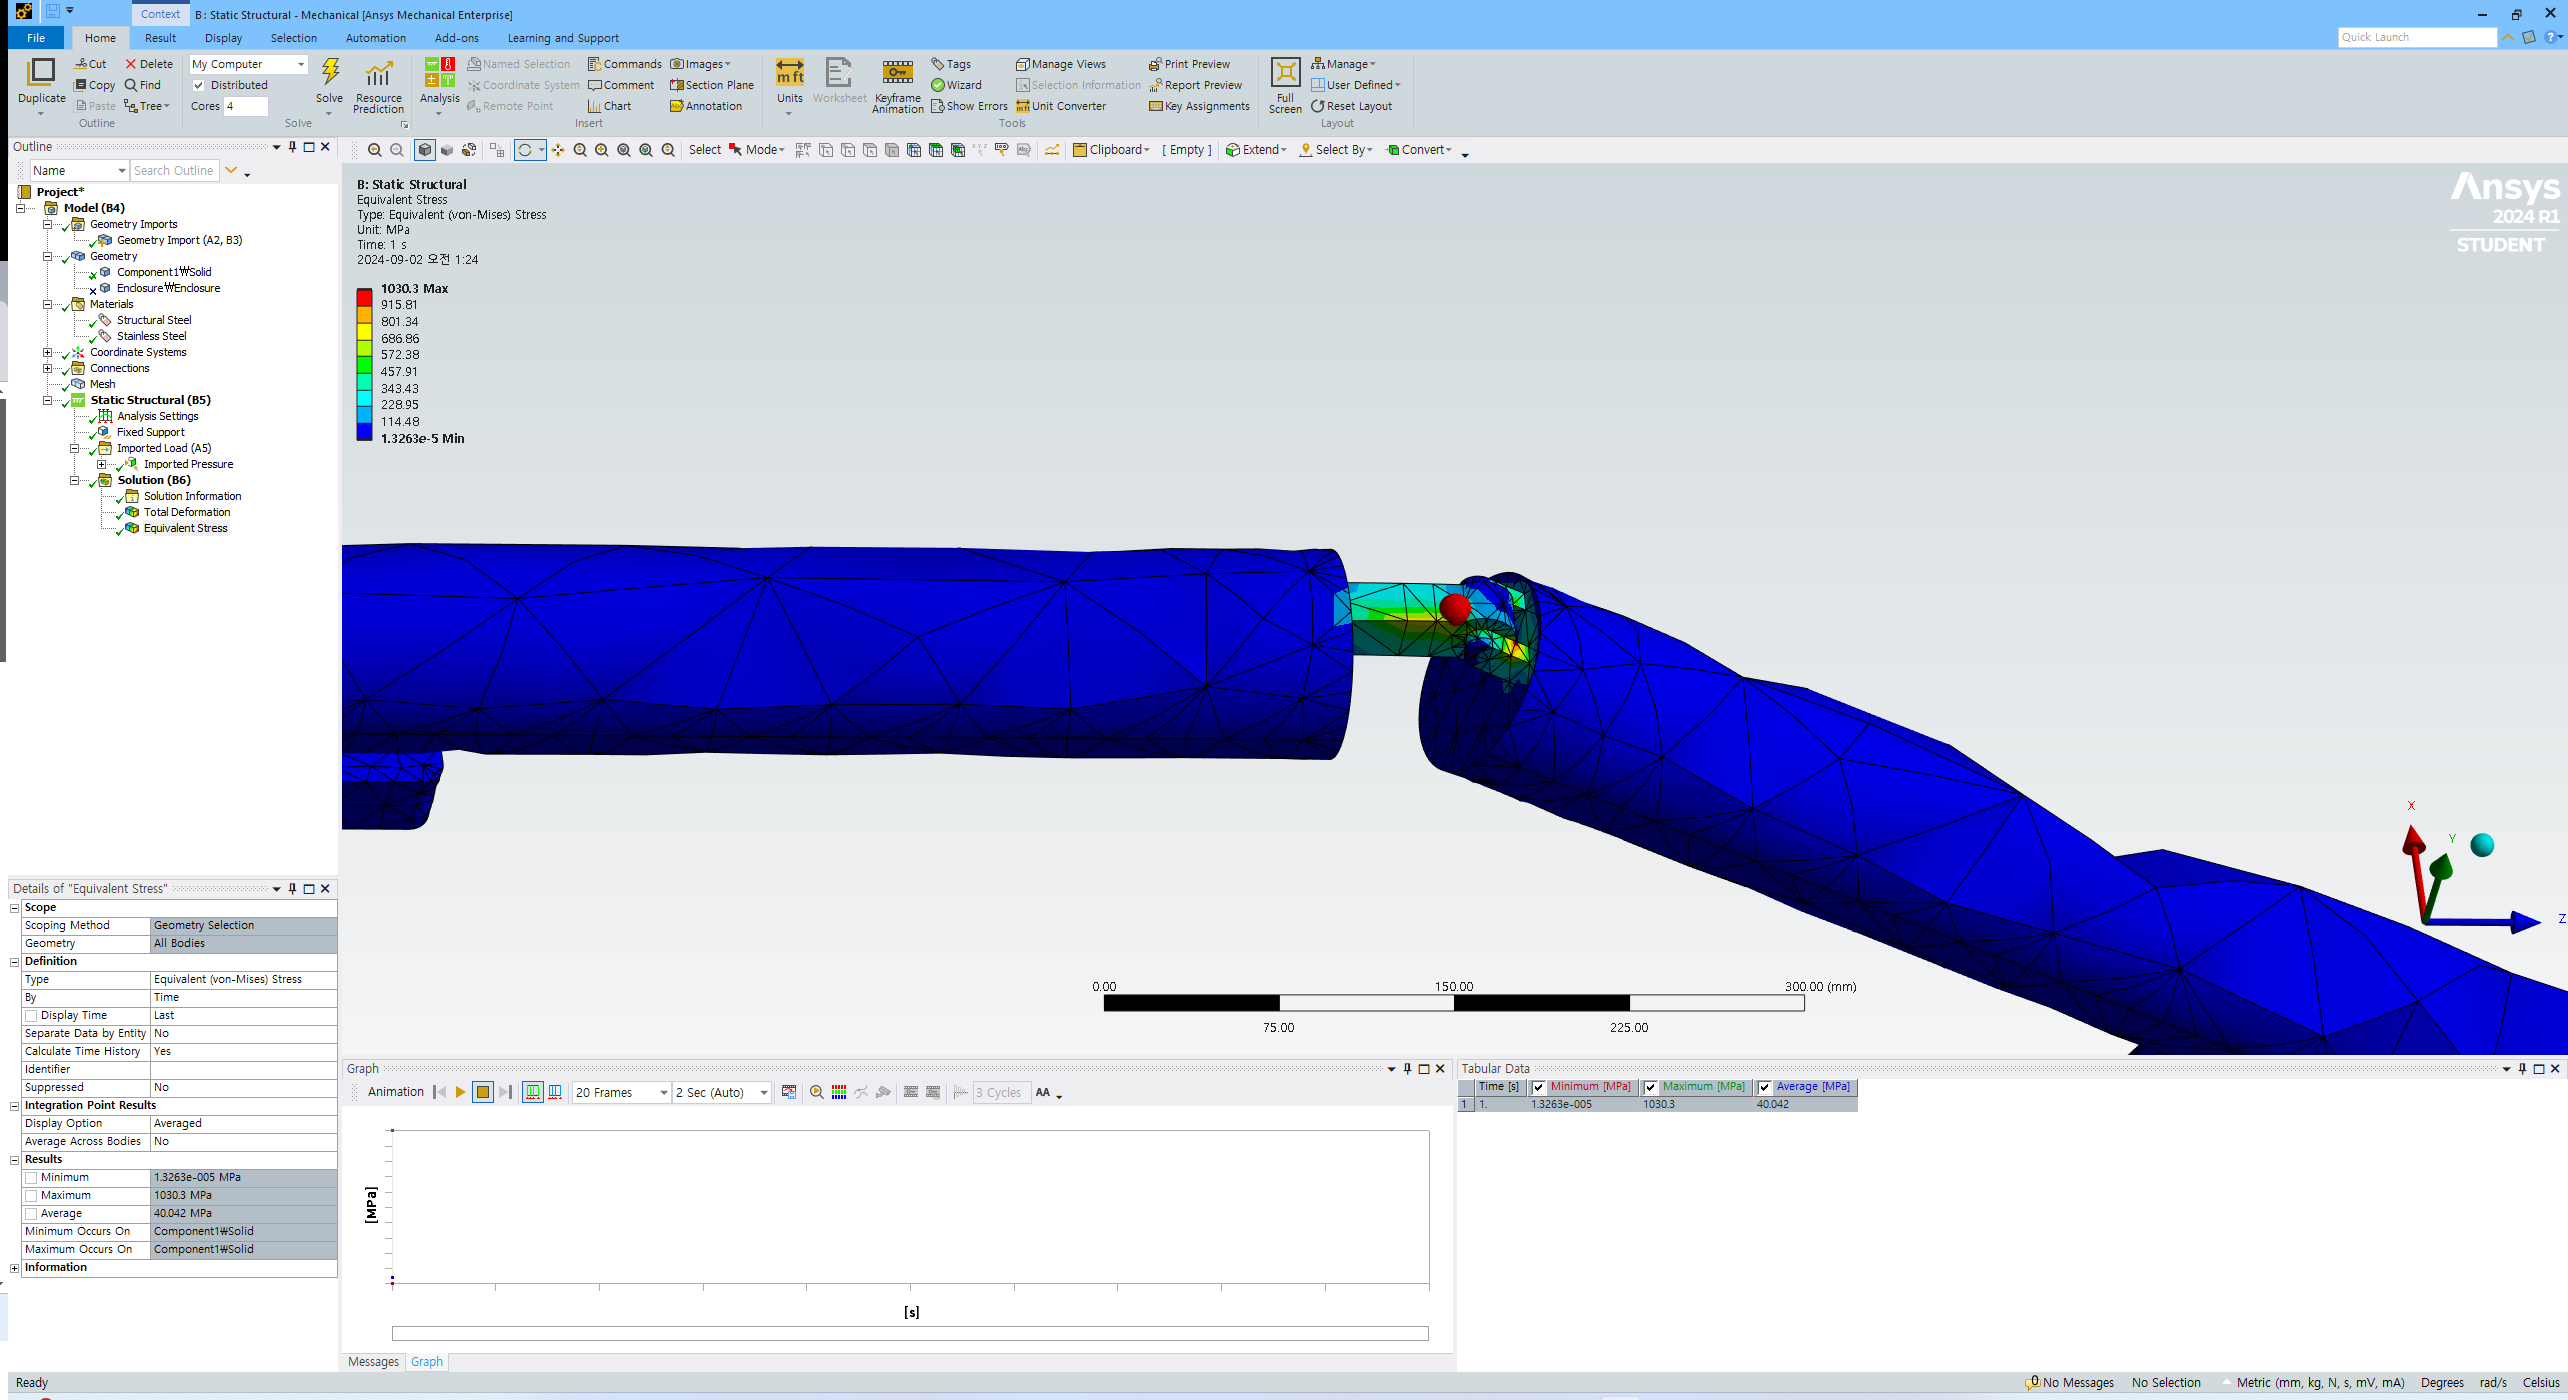 Context
B : Static Structural - Mechanical [Ansys Mechanical Enterprise]
File Home Result Display Selection Automation Add-ons Learning and Support
Quick Launch
Duplicate
Cut
Copy
Paste
Delete
Find
Tree
Outline
My Computer
Distributed
Cores 4
Solve
Resource Prediction
Solve
Analysis
Named Selection
Coordinate System
Remote Point
Commands
Comment
Chart
Images
Section Plane
Annotation
Insert
Units
Worksheet
Keyframe Animation
Tags
Wizard
Show Errors
Manage Views
Selection Information
Unit Converter
Print Preview
Report Preview
Key Assignments
Tools
Full Screen
Manage
User Defined
Reset Layout
Layout
Outline
Name Search Outline
Select Mode Clipboard [ Empty ] Extend Select By Convert
Project*
Model (B4)
Geometry Imports
Geometry Import (A2, B3)
Geometry
Component1₩Solid
Enclosure₩Enclosure
Materials
Structural Steel
Stainless Steel
Coordinate Systems
Connections
Mesh
Static Structural (B5)
Analysis Settings
Fixed Support
Imported Load (A5)
Imported Pressure
Solution (B6)
Solution Information
Total Deformation
Equivalent Stress
B: Static Structural
Equivalent Stress
Type: Equivalent (von-Mises) Stress
Unit: MPa
Time: 1 s
2024-09-02 오전 1:24
1030.3 Max
915.81
801.34
686.86
572.38
457.91
343.43
228.95
114.48
1.3263e-5 Min
Ansys
2024 R1
STUDENT
X
Y
Z
0.00 150.00 300.00 (mm)
75.00 225.00
Details of "Equivalent Stress"
Scope
Scoping Method Geometry Selection
Geometry All Bodies
Definition
Type Equivalent (von-Mises) Stress
By Time
Display Time Last
Separate Data by Entity No
Calculate Time History Yes
Identifier
Suppressed No
Integration Point Results
Display Option Averaged
Average Across Bodies No
Results
Minimum 1.3263e-005 MPa
Maximum 1030.3 MPa
Average 40.042 MPa
Minimum Occurs On Component1₩Solid
Maximum Occurs On Component1₩Solid
Information
Graph
Animation 20 Frames 2 Sec (Auto) 3 Cycles AA
[MPa]
[s]
Messages Graph
Tabular Data
Time [s] Minimum [MPa] Maximum [MPa] Average [MPa]
1 1. 1.3263e-005 1030.3 40.042
Ready
0 No Messages No Selection Metric (mm, kg, N, s, mV, mA) Degrees rad/s Celsius